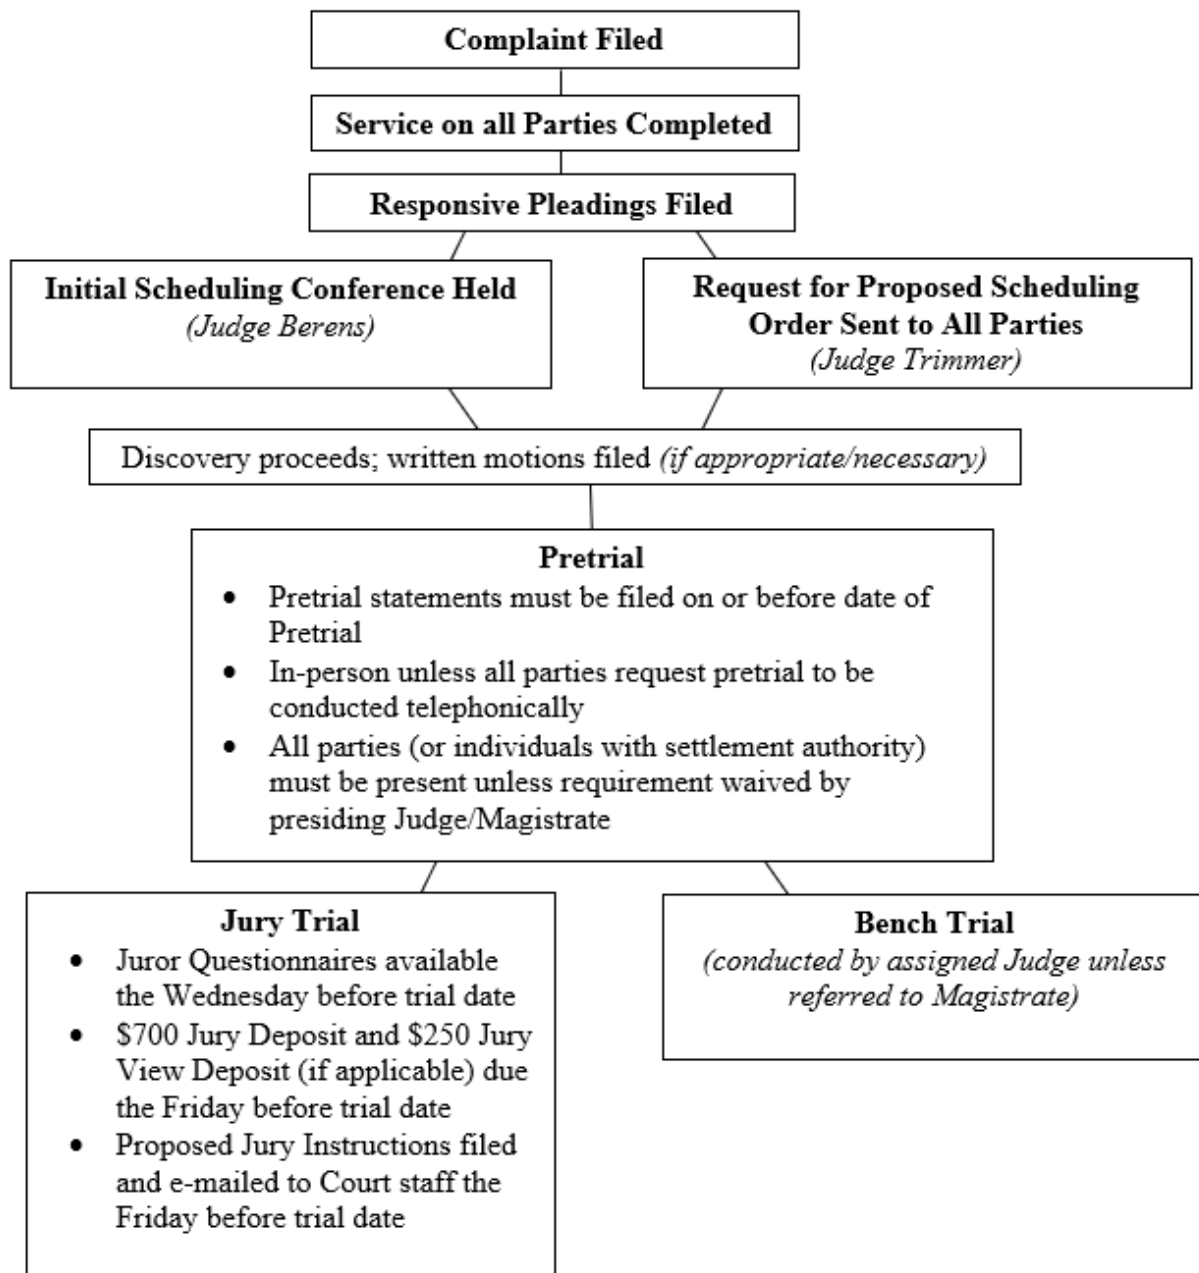 Complaint Filed
Service on all Parties Completed
Responsive Pleadings Filed
Initial Scheduling Conference Held
(Judge Berens)
Request for Proposed Scheduling
Order Sent to All Parties
(Judge Trimmer)
Discovery proceeds; written motions filed (if appropriate/necessary)
Pretrial
• Pretrial statements must be filed on or before date of
Pretrial
• In-person unless all parties request pretrial to be
conducted telephonically
• All parties (or individuals with settlement authority)
must be present unless requirement waived by
presiding Judge/Magistrate
Jury Trial
• Juror Questionnaires available
the Wednesday before trial date
• $700 Jury Deposit and $250 Jury
View Deposit (if applicable) due
the Friday before trial date
• Proposed Jury Instructions filed
and e-mailed to Court staff the
Friday before trial date
Bench Trial
(conducted by assigned Judge unless
referred to Magistrate)